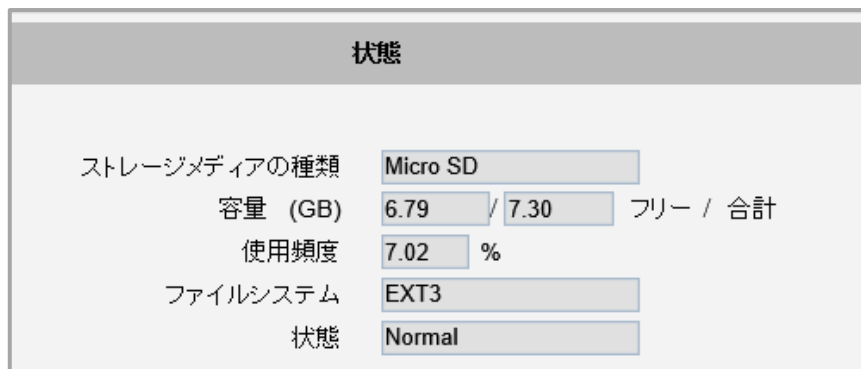 状態
ストレージメディアの種類 Micro SD
容量 (GB) 6.79 / 7.30 フリー / 合計
使用頻度 7.02 %
ファイルシステム EXT3
状態 Normal